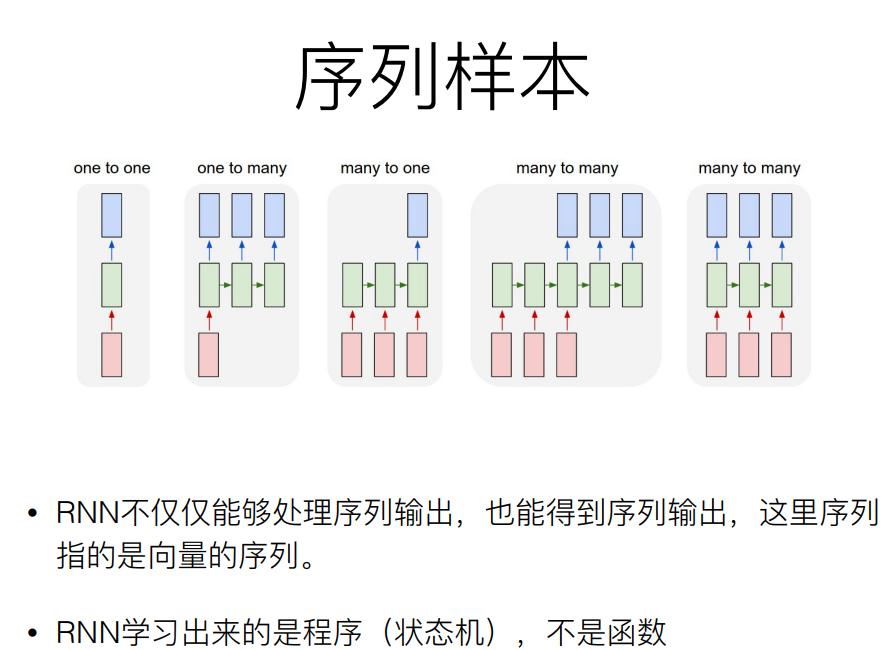 序列样本
one to one one to many many to one many to many many to many
• RNN不仅仅能够处理序列输出，也能得到序列输出，这里序列
指的是向量的序列。
• RNN学习出来的是程序（状态机），不是函数